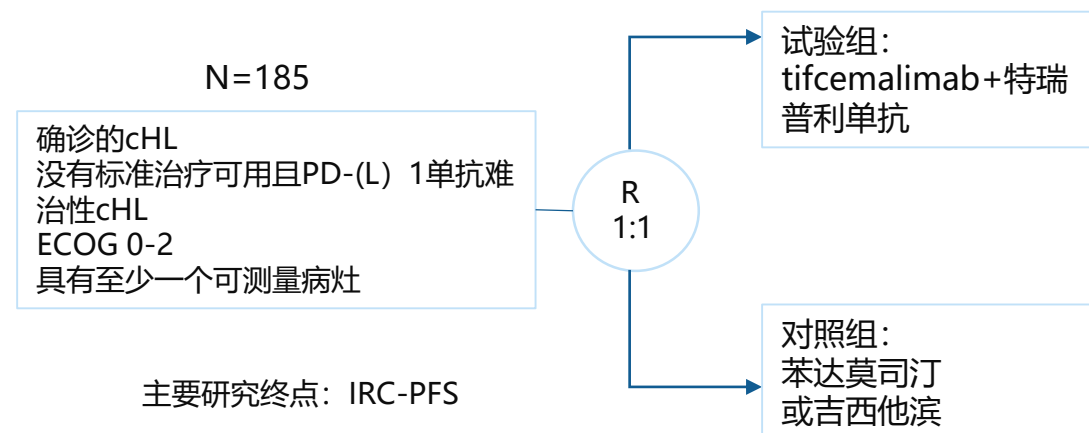 N=185
确诊的cHL
没有标准治疗可用且PD-(L）1单抗难
治性cHL
ECOG 0-2
具有至少一个可测量病灶
主要研究终点：IRC-PFS
R
1:1
试验组：
tifcemalimab+特瑞
普利单抗
对照组：
苯达莫司汀
或吉西他滨